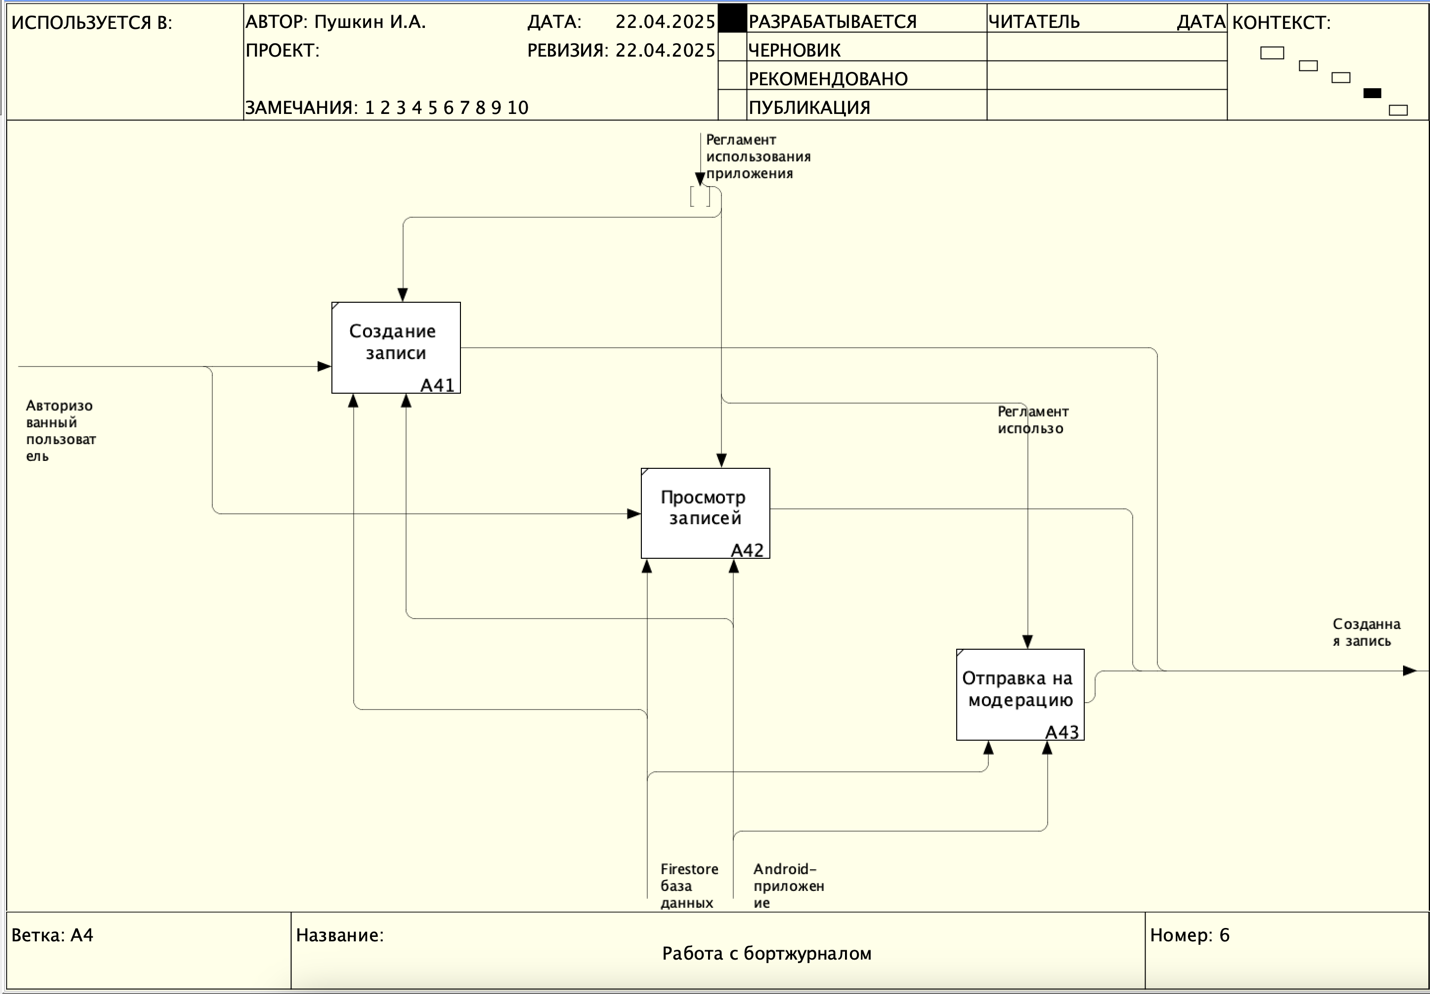 ИСПОЛЬЗУЕТСЯ В:
АВТОР: Пушкин И.А.
ДАТА: 22.04.2025
ПРОЕКТ:
РЕВИЗИЯ: 22.04.2025
ЗАМЕЧАНИЯ: 1 2 3 4 5 6 7 8 9 10
РАЗРАБАТЫВАЕТСЯ
ЧЕРНОВИК
РЕКОМЕНДОВАНО
ПУБЛИКАЦИЯ
ЧИТАТЕЛЬ
ДАТА
КОНТЕКСТ:
Регламент
использования
приложения
Создание
записи
A41
Авторизо
ванный
пользоват
ель
Регламент
использо
Просмотр
записей
A42
Созданна
я запись
Отправка на
модерацию
A43
Firestore
база
данных
Android-
приложен
ие
Ветка: A4
Название:
Работа с бортжурналом
Номер: 6